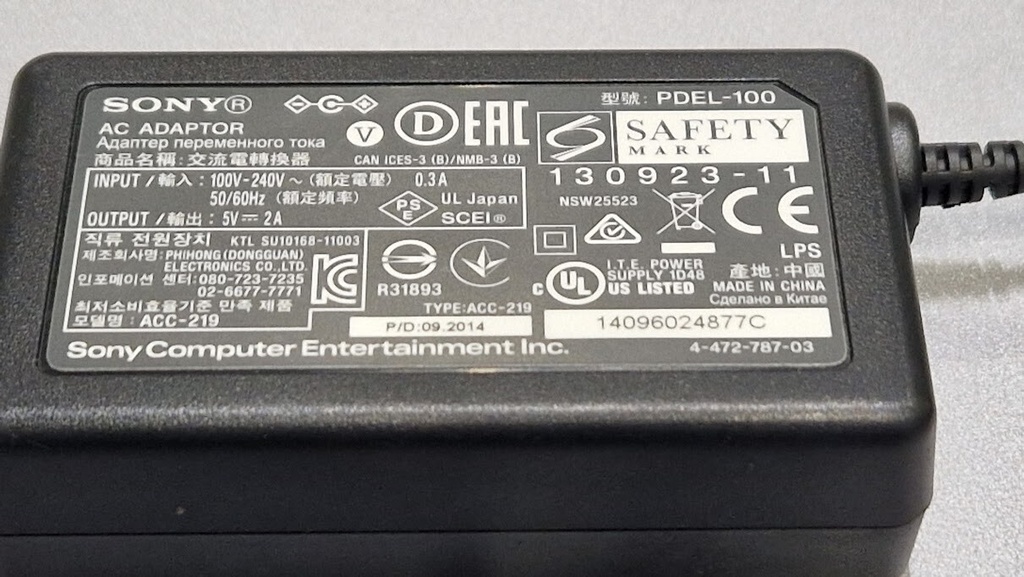 SONY®
AC ADAPTOR
Адаптер переменного тока
商品名稱:交流電轉換器
V
D
EAC
CAN ICES-3 (B)/NMB-3 (B)
型號: PDEL-100
SAFETY
MARK
130923-11
INPUT / 輸入 : 100V-240V ~ (額定電壓) 0.3A
50/60Hz (額定頻率)
OUTPUT / 輸出 : 5V ⎓ 2A
PS
E
UL Japan
SCEI®
NSW25523
CE
LPS
직류 전원장치 KTL SU10168-11003
제조회사명: PHIHONG (DONGGUAN)
ELECTRONICS CO., LTD.
인포메이션 센터: 080-723-7235
02-6677-7771
최저소비효율기준 만족 제품
모델명 : ACC-219
R31893
TYPE: ACC-219
P/D: 09.2014
c UL US LISTED
I.T.E. POWER
SUPPLY 1D48
產地: 中國
MADE IN CHINA
Сделано в Китае
14096024877C
Sony Computer Entertainment Inc.
4-472-787-03